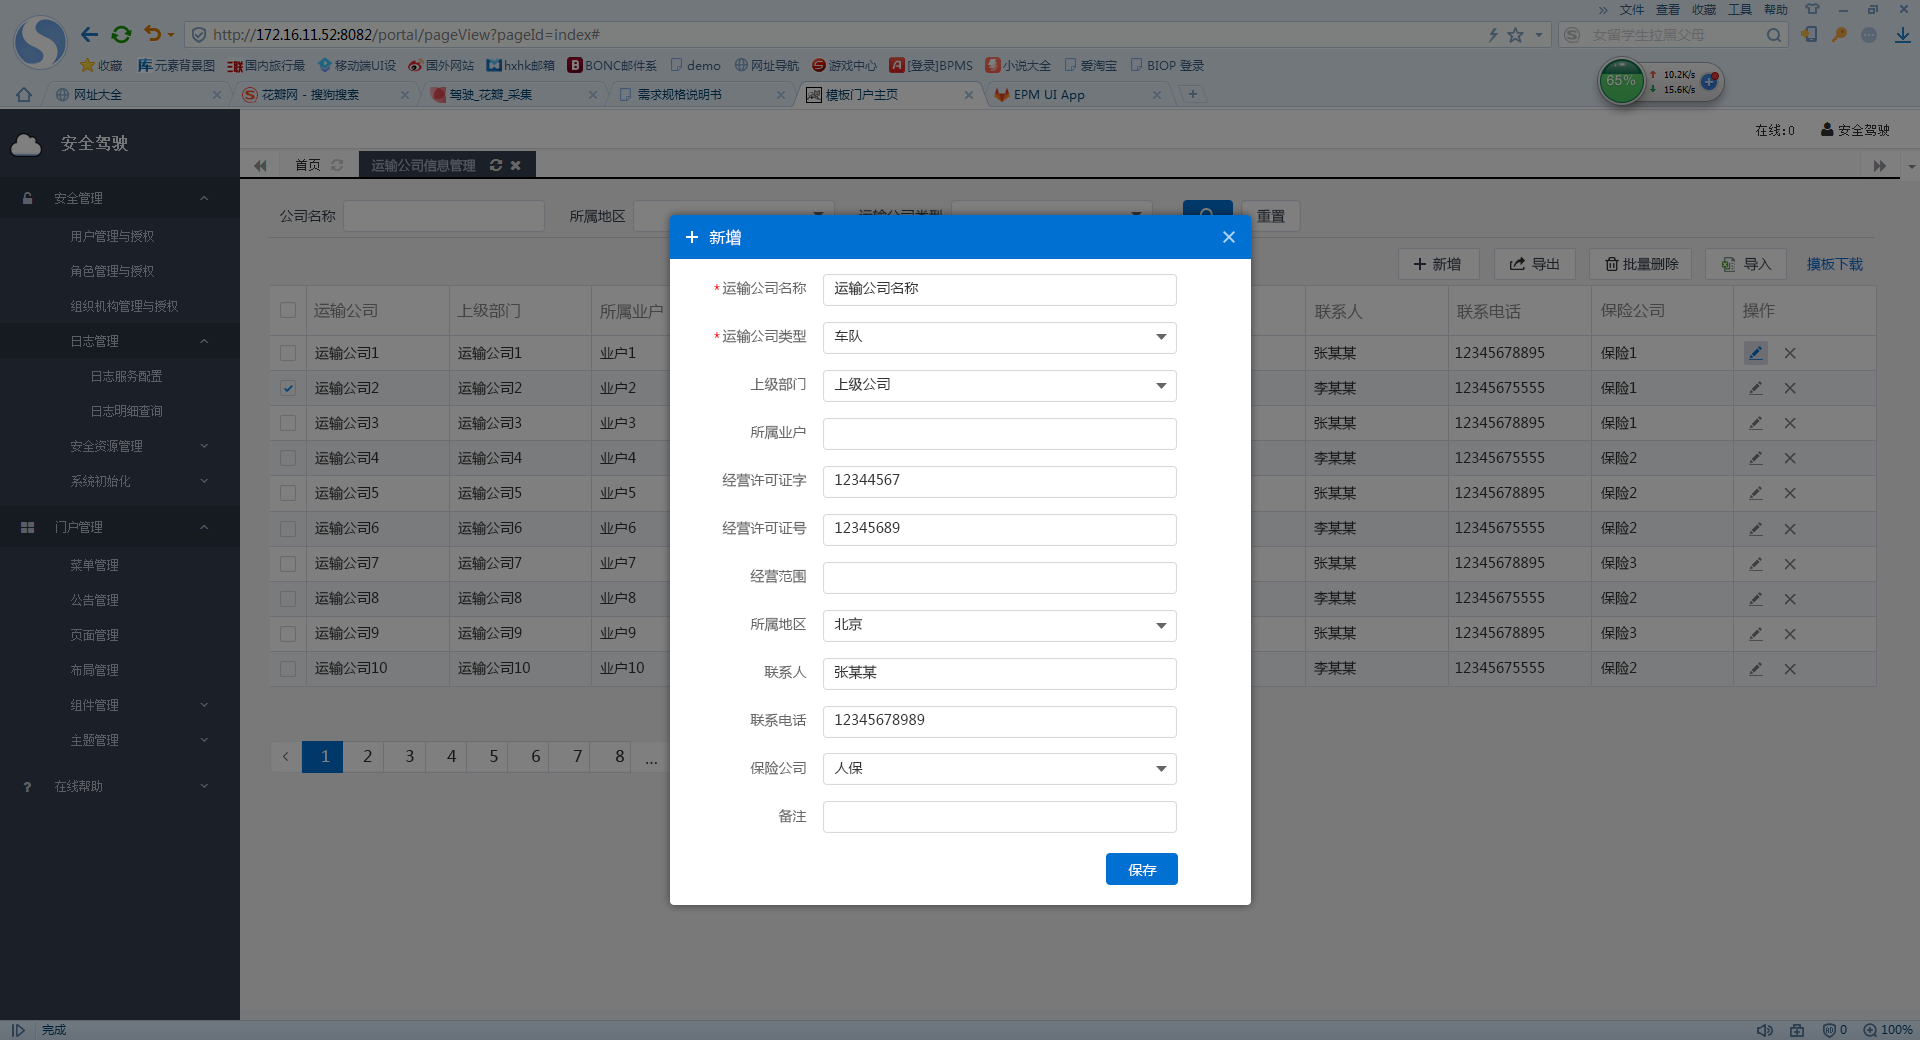 » 文件 查看 收藏 工具 帮助
http://172.16.11.52:8082/portal/pageView?pageId=index#
女留学生拉黑父母
收藏 库元素背景图 国内旅行最 移动端UI设 国外网站 hxhk邮箱 BONC邮件系 demo 网址导航 游戏中心 [登录]BPMS 小说大全 爱淘宝 BIOP 登录
网址大全 花瓣网 - 搜狗搜索 驾驶_花瓣_采集 需求规格说明书 模板门户主页 EPM UI App
65% 10.2K/s
15.6K/s
安全驾驶
在线:0 安全驾驶
首页 运输公司信息管理
安全管理
用户管理与授权
角色管理与授权
组织机构管理与授权
日志管理
日志服务配置
日志明细查询
安全资源管理
系统初始化
门户管理
菜单管理
公告管理
页面管理
布局管理
组件管理
主题管理
? 在线帮助
公司名称 所属地区 运输公司类型 重置
新增 导出 批量删除 导入 摸板下载
运输公司 上级部门 所属业户 联系人 联系电话 保险公司 操作
运输公司1 运输公司1 业户1 张某某 12345678895 保险1
运输公司2 运输公司2 业户2 李某某 12345675555 保险1
运输公司3 运输公司3 业户3 张某某 12345678895 保险1
运输公司4 运输公司4 业户4 李某某 12345675555 保险2
运输公司5 运输公司5 业户5 张某某 12345678895 保险2
运输公司6 运输公司6 业户6 李某某 12345675555 保险2
运输公司7 运输公司7 业户7 张某某 12345678895 保险3
运输公司8 运输公司8 业户8 李某某 12345675555 保险2
运输公司9 运输公司9 业户9 张某某 12345678895 保险3
运输公司10 运输公司10 业户10 李某某 12345675555 保险2
< 1 2 3 4 5 6 7 8 ...
+ 新增
*运输公司名称 运输公司名称
*运输公司类型 车队
上级部门 上级公司
所属业户
经营许可证字 12344567
经营许可证号 12345689
经营范围
所属地区 北京
联系人 张某某
联系电话 12345678989
保险公司 人保
备注
保存
完成
0 100%